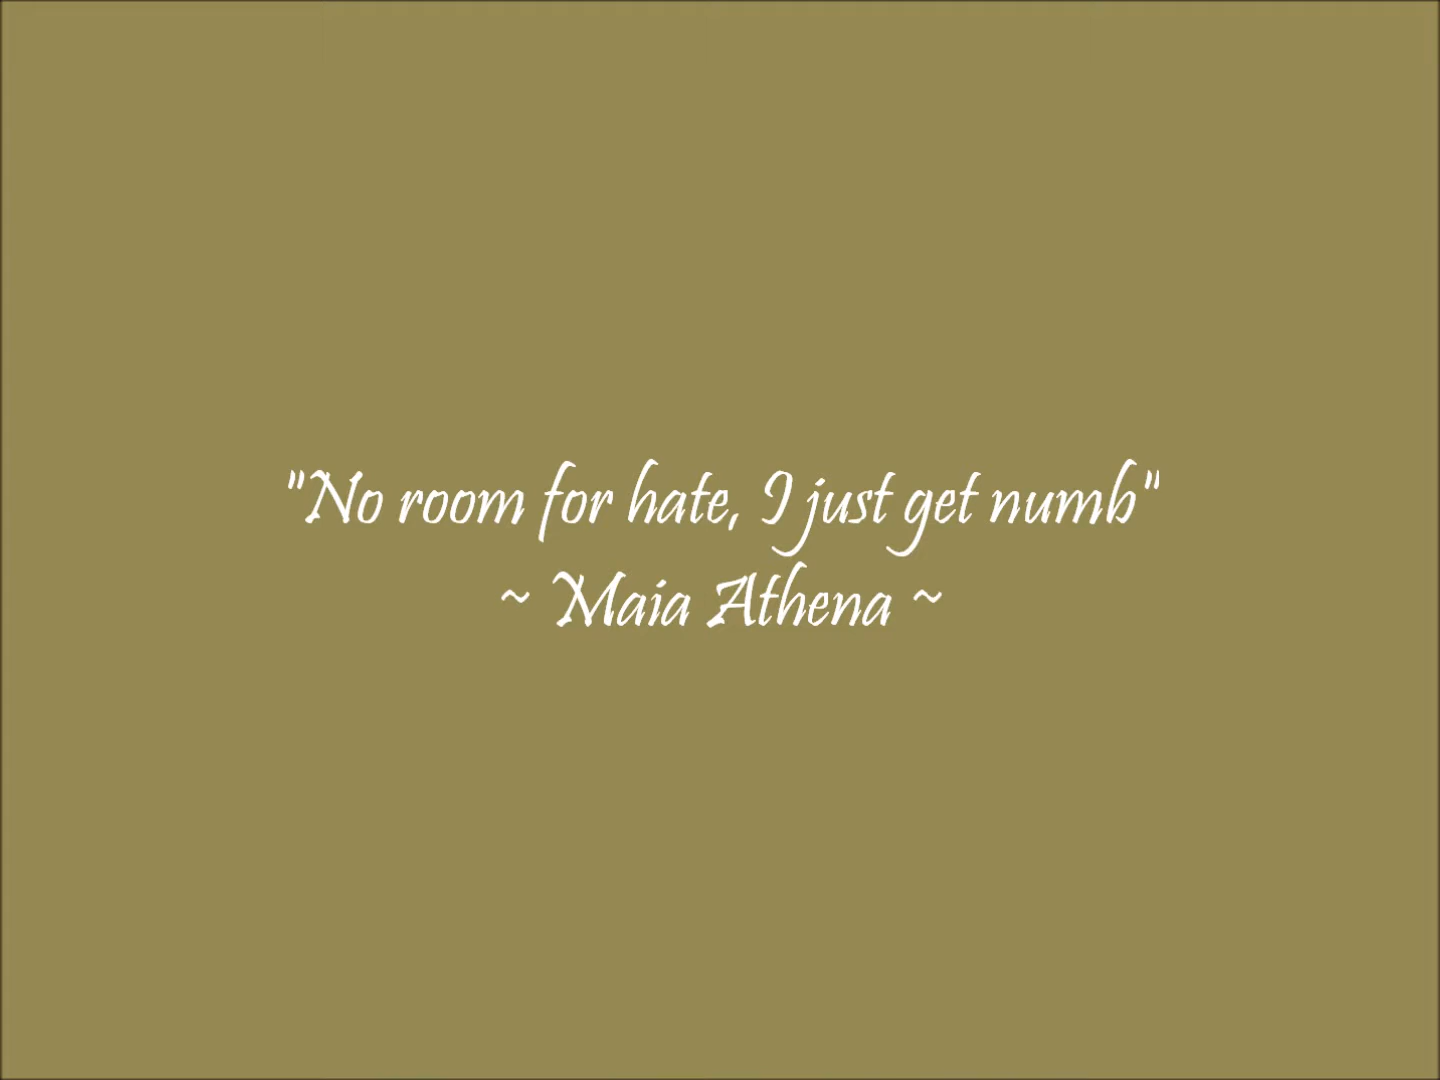 "No room for hate, I just get numb"
~ Maia Athena ~